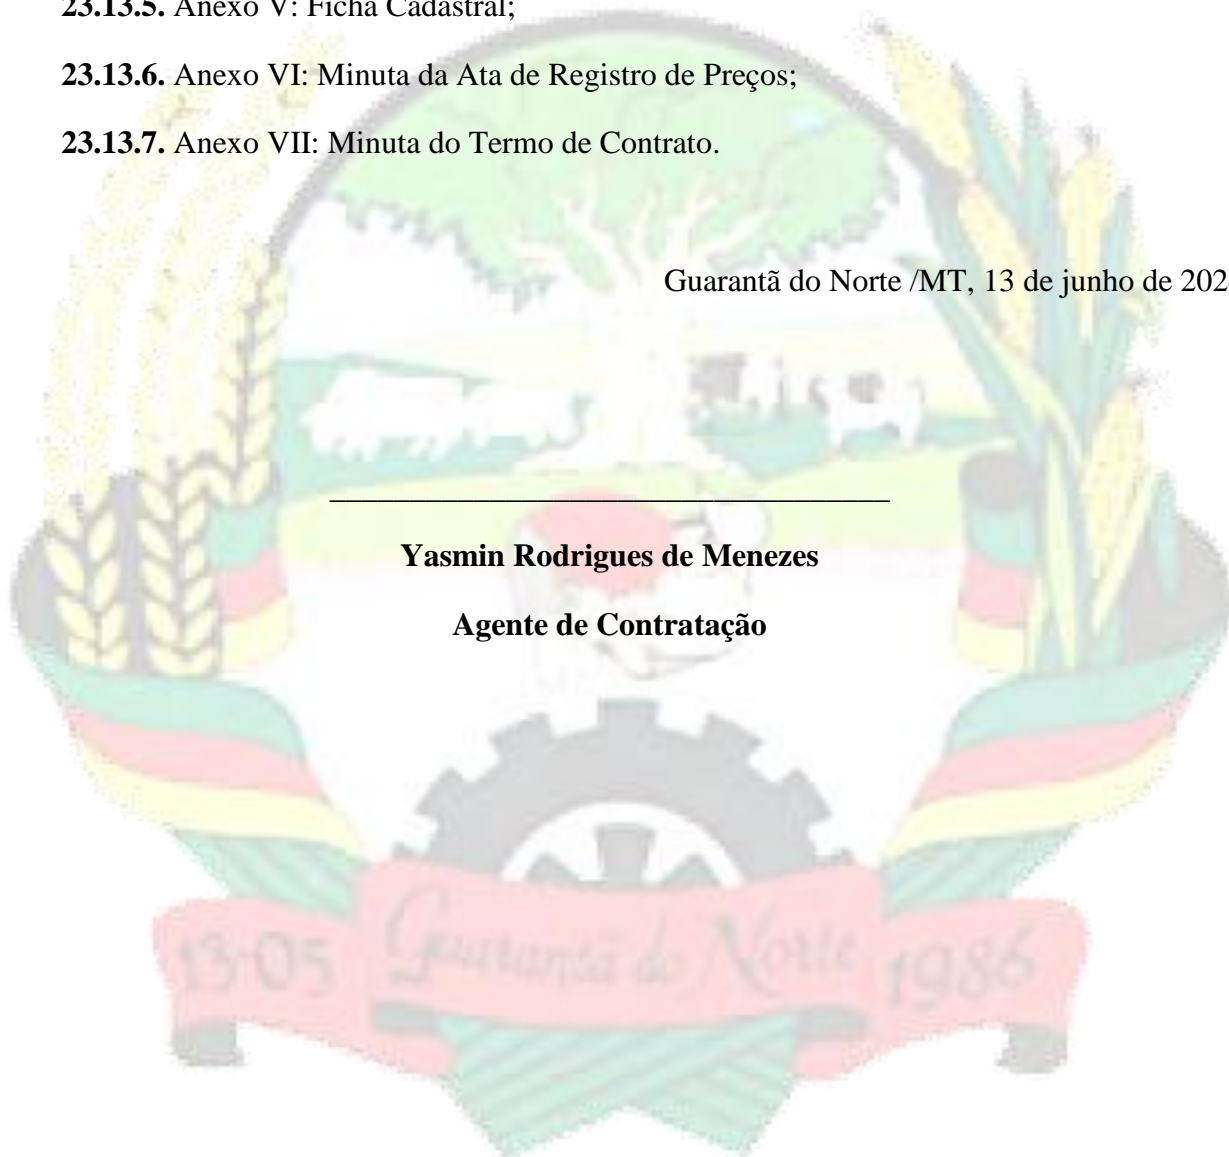 23.13.5. Anexo V: Ficha Cadastral;
23.13.6. Anexo VI: Minuta da Ata de Registro de Preços;
23.13.7. Anexo VII: Minuta do Termo de Contrato.
Guarantã do Norte /MT, 13 de junho de 202
Yasmin Rodrigues de Menezes
Agente de Contratação
13-05 Guarantã do Norte 1986